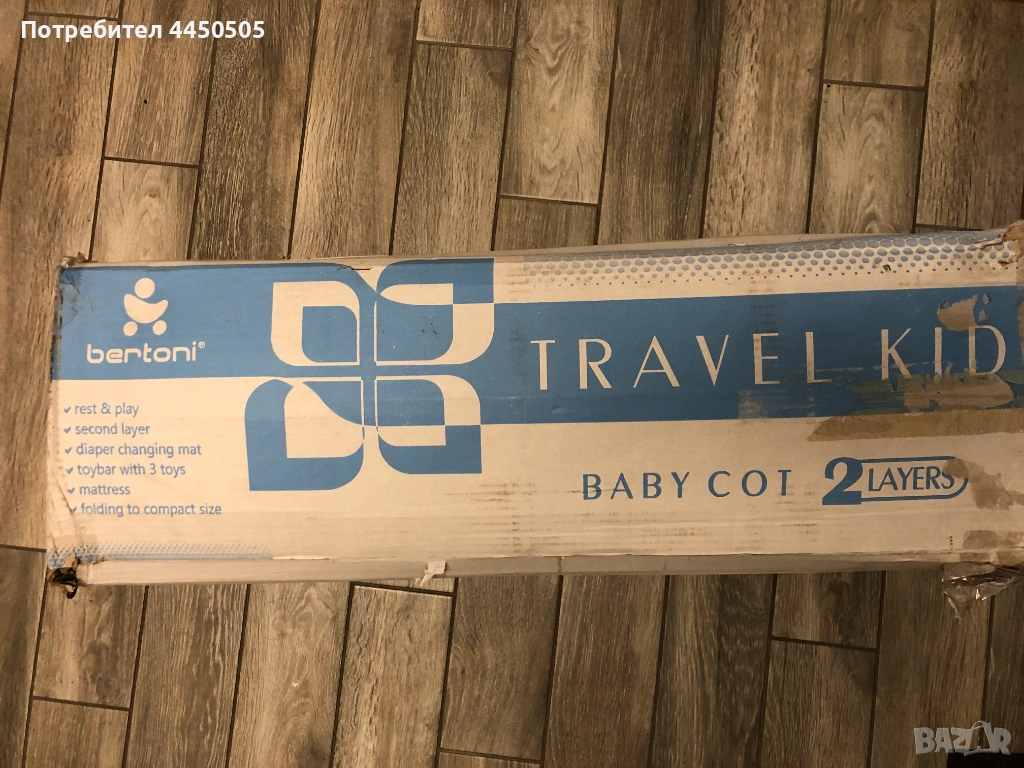 Потребител 4450505
bertoni®
TRAVEL KID
rest & play
second layer
diaper changing mat
toybar with 3 toys
mattress
folding to compact size
BABY COT 2 LAYERS
BAZAR